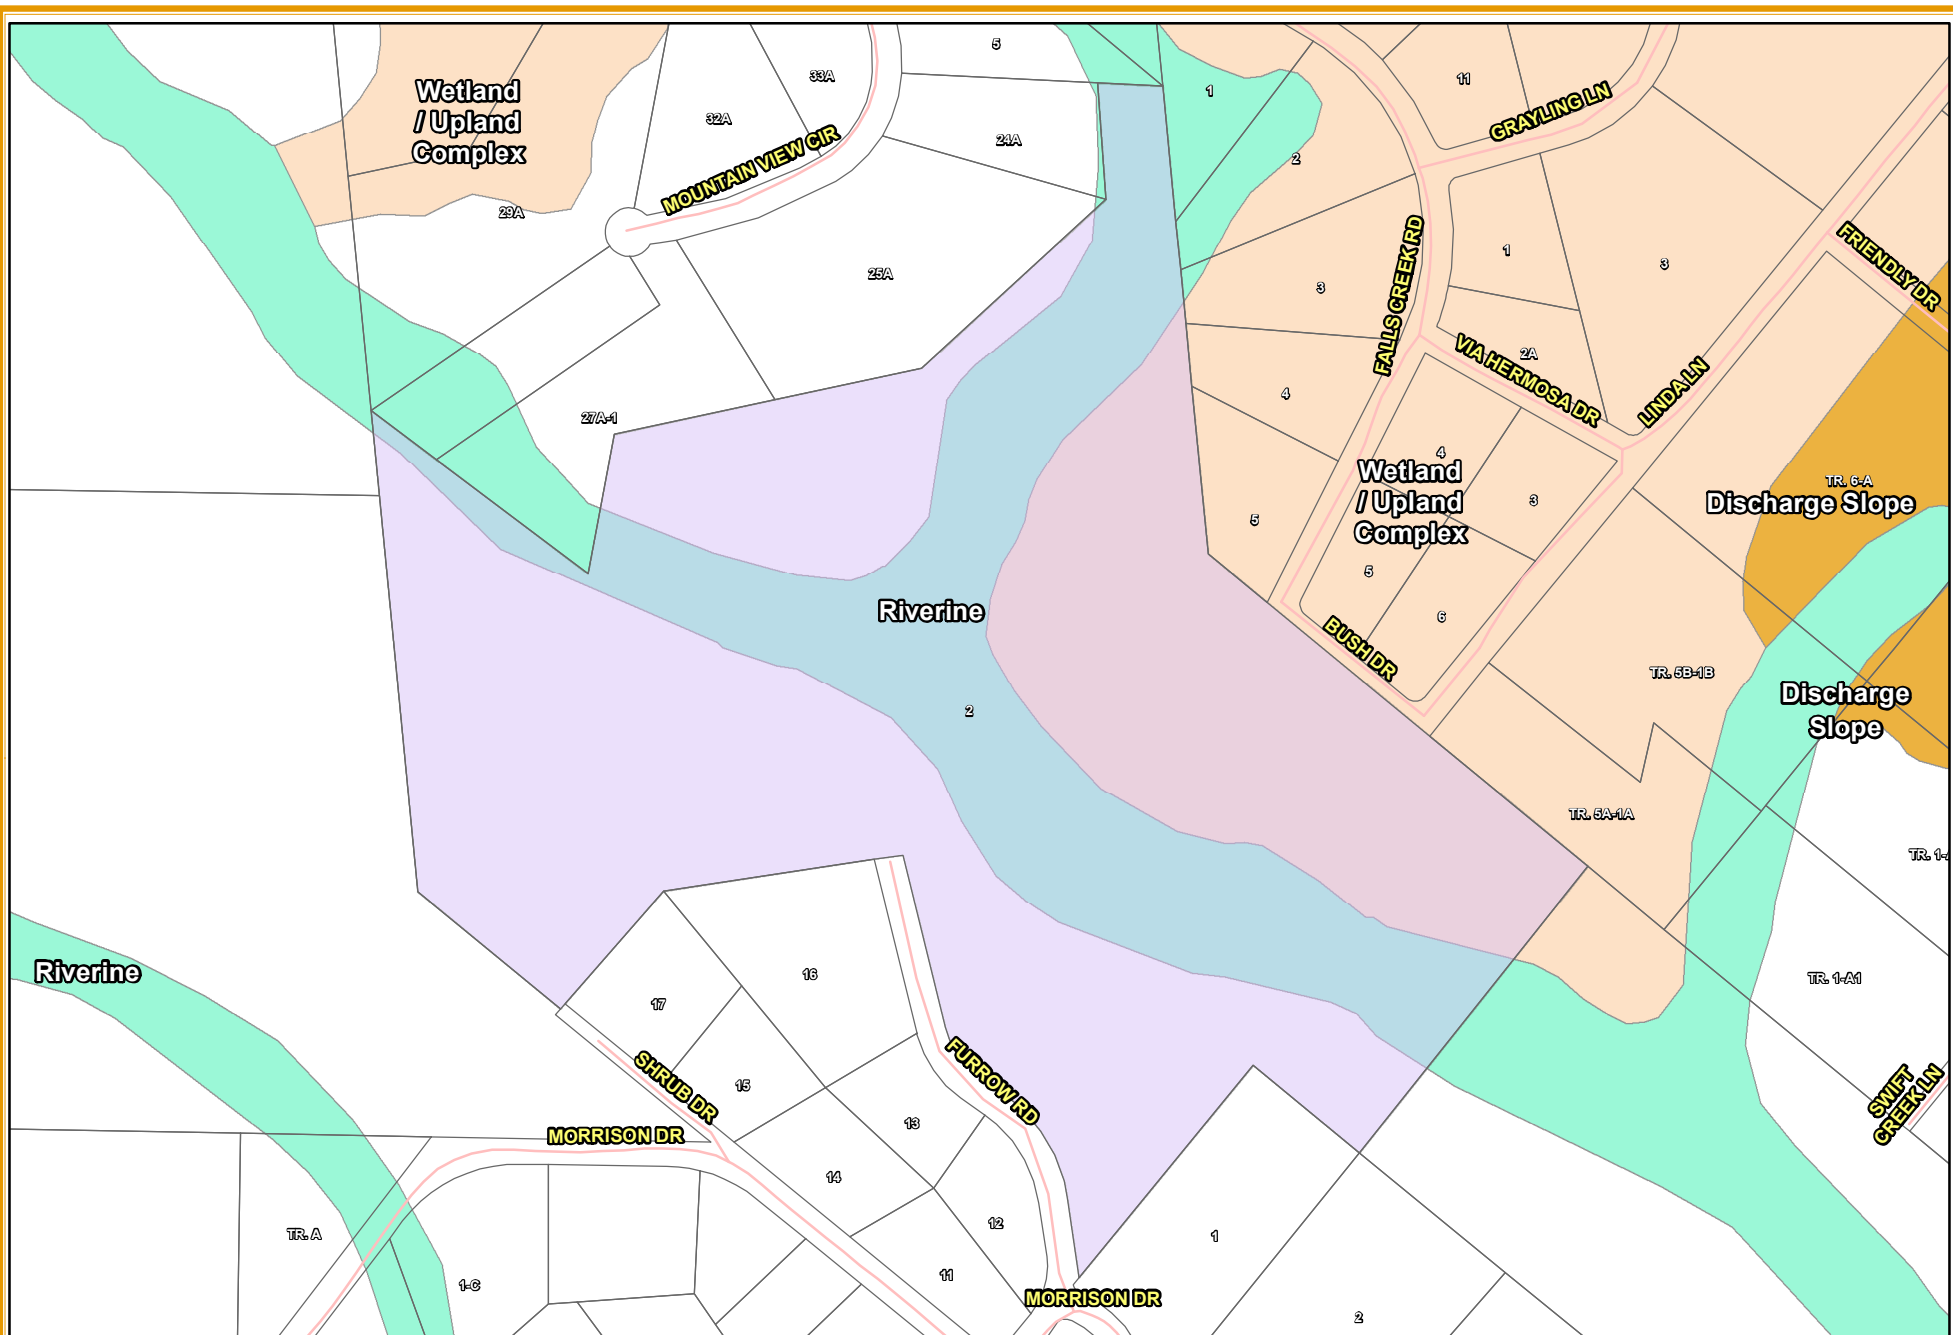 5
Wetland
/ Upland
Complex
33A
32A
MOUNTAIN VIEW CIR
24A
29A
25A
27A-1
1
2
11
GRAYLING LN
3
FALLS CREEK RD
1
3
FRIENDLY DR
2A
VIA HERMOSA DR
LINDA LN
4
4
Wetland
/ Upland
Complex
3
5
TR. 6-A
Discharge Slope
5
6
BUSH DR
Riverine
2
TR. 5B-1B
Discharge
Slope
TR. 5A-1A
Riverine
16
17
TR. 1-A1
SHRUB DR
15
FURROW RD
13
SWIFT
CREEK LN
MORRISON DR
14
12
TR. A
1-C
11
1
MORRISON DR
2